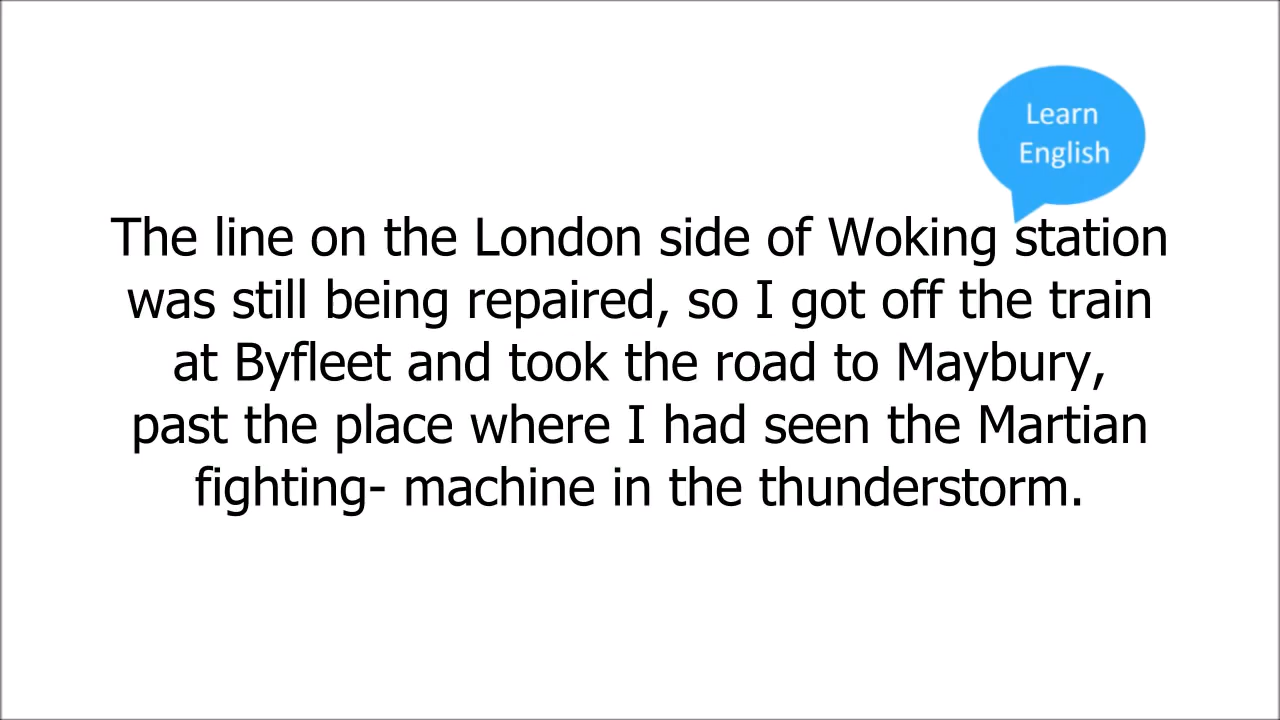 Learn
English
The line on the London side of Woking station
was still being repaired, so I got off the train
at Byfleet and took the road to Maybury,
past the place where I had seen the Martian
fighting- machine in the thunderstorm.